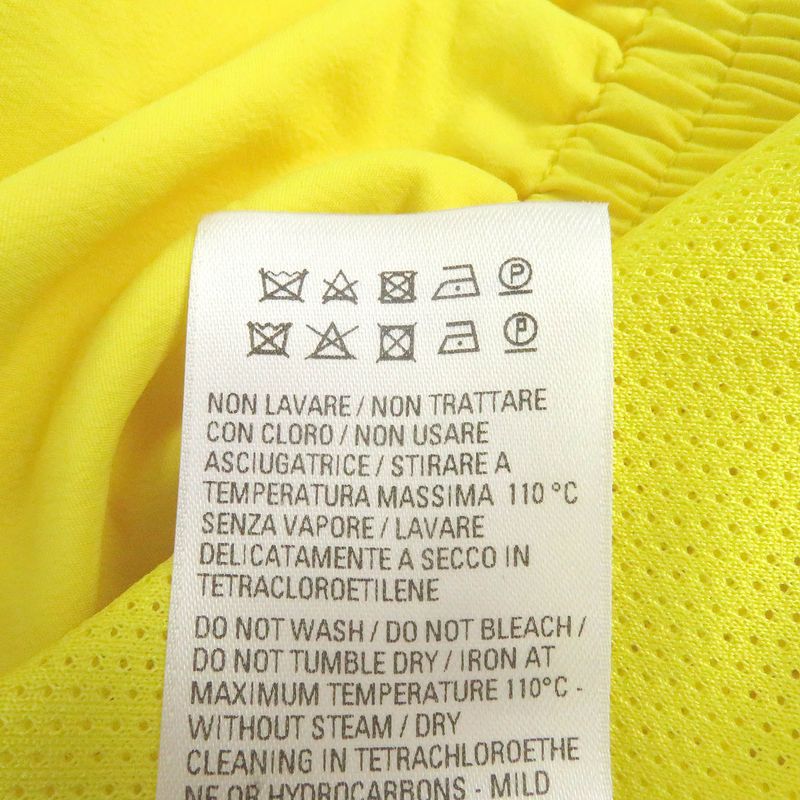 P
P
NON LAVARE / NON TRATTARE
CON CLORO / NON USARE
ASCIUGATRICE / STIRARE A
TEMPERATURA MASSIMA 110 °C
SENZA VAPORE / LAVARE
DELICATAMENTE A SECCO IN
TETRACLOROETILENE
DO NOT WASH / DO NOT BLEACH /
DO NOT TUMBLE DRY / IRON AT
MAXIMUM TEMPERATURE 110°C -
WITHOUT STEAM / DRY
CLEANING IN TETRACHLOROETHE
NE OR HYDROCARBONS - MILD